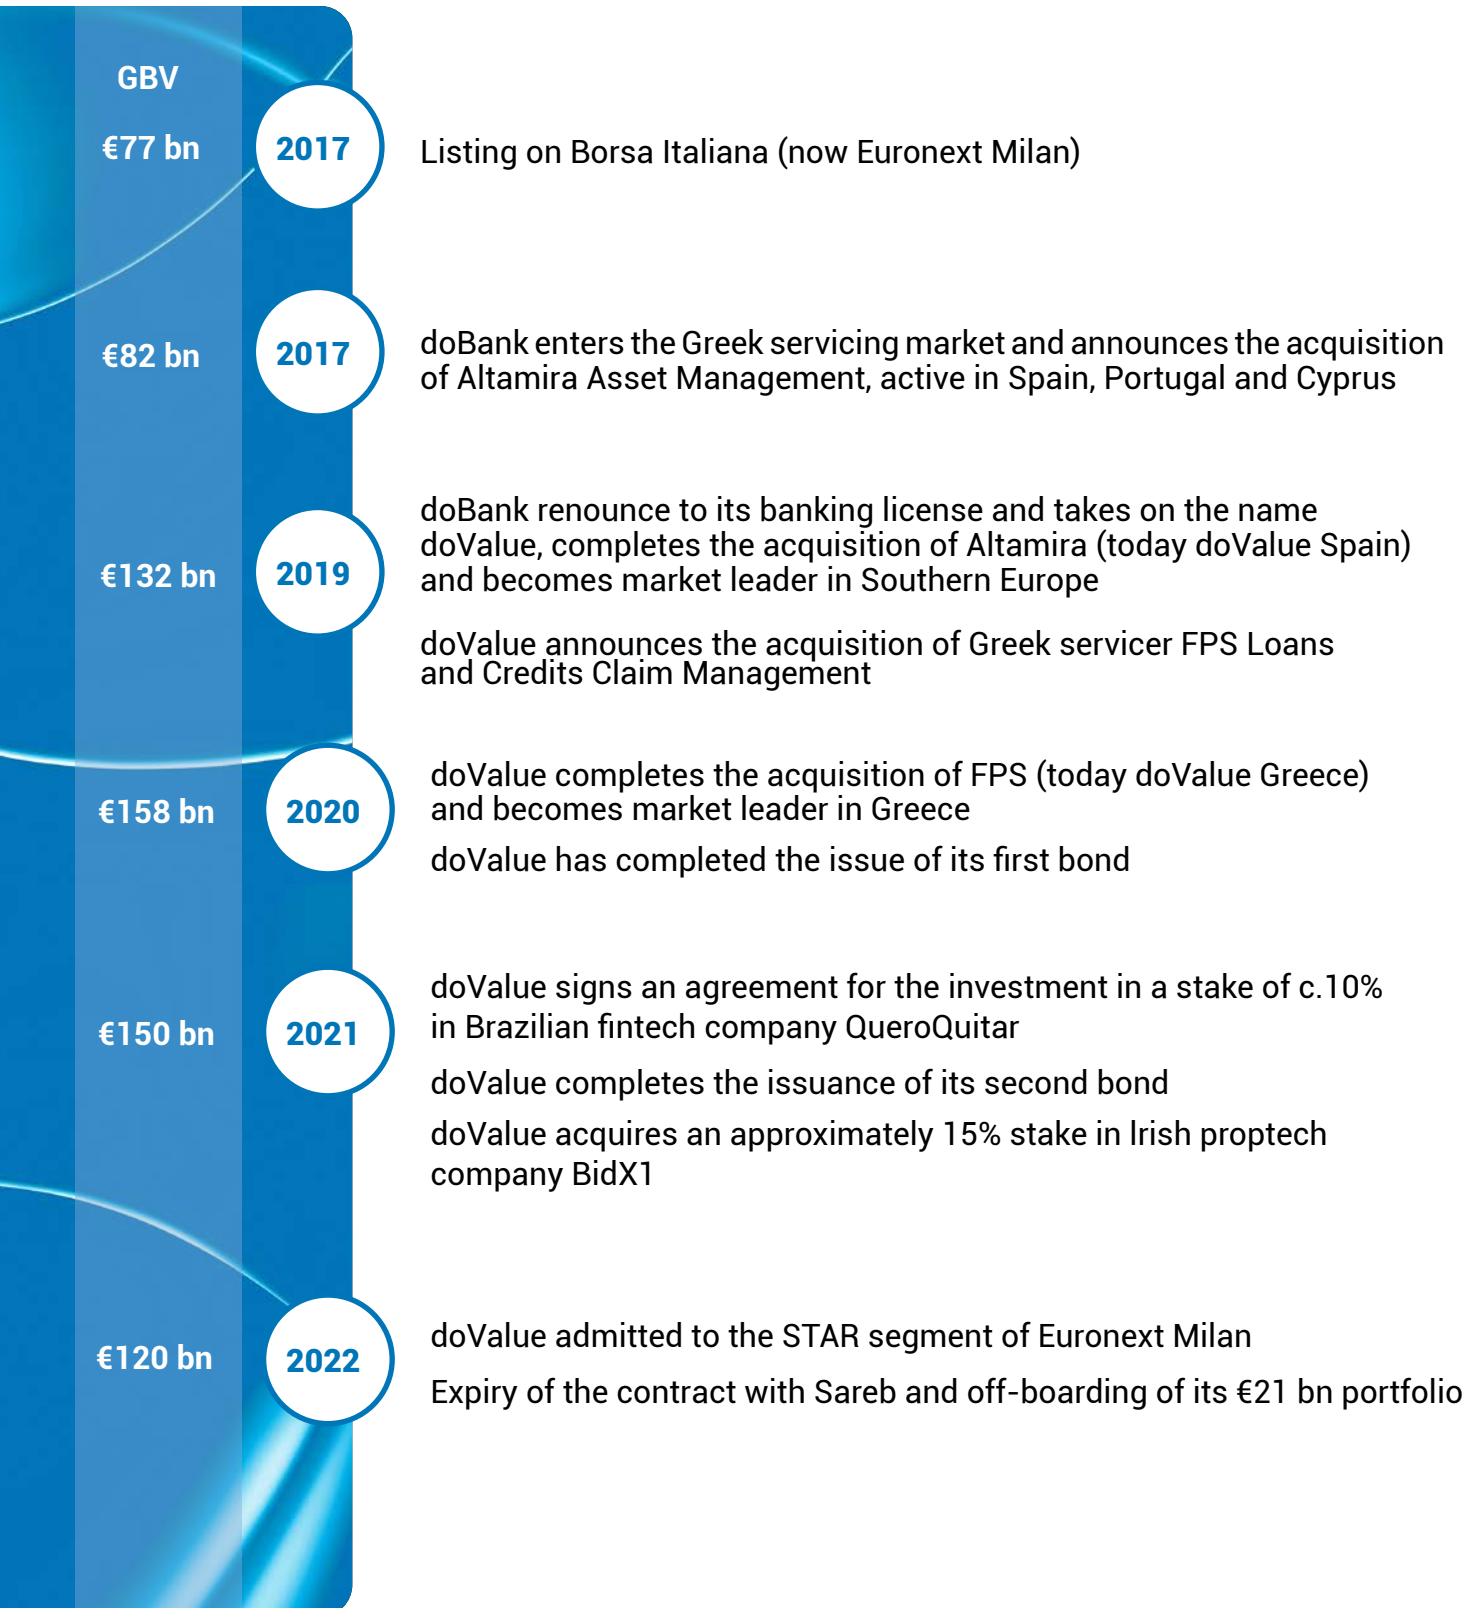 GBV
€77 bn
2017
Listing on Borsa Italiana (now Euronext Milan)
€82 bn
2017
doBank enters the Greek servicing market and announces the acquisition
of Altamira Asset Management, active in Spain, Portugal and Cyprus
€132 bn
2019
doBank renounce to its banking license and takes on the name
doValue, completes the acquisition of Altamira (today doValue Spain)
and becomes market leader in Southern Europe
doValue announces the acquisition of Greek servicer FPS Loans
and Credits Claim Management
€158 bn
2020
doValue completes the acquisition of FPS (today doValue Greece)
and becomes market leader in Greece
doValue has completed the issue of its first bond
€150 bn
2021
doValue signs an agreement for the investment in a stake of c.10%
in Brazilian fintech company QueroQuitar
doValue completes the issuance of its second bond
doValue acquires an approximately 15% stake in lrish proptech
company BidX1
€120 bn
2022
doValue admitted to the STAR segment of Euronext Milan
Expiry of the contract with Sareb and off-boarding of its €21 bn portfolio